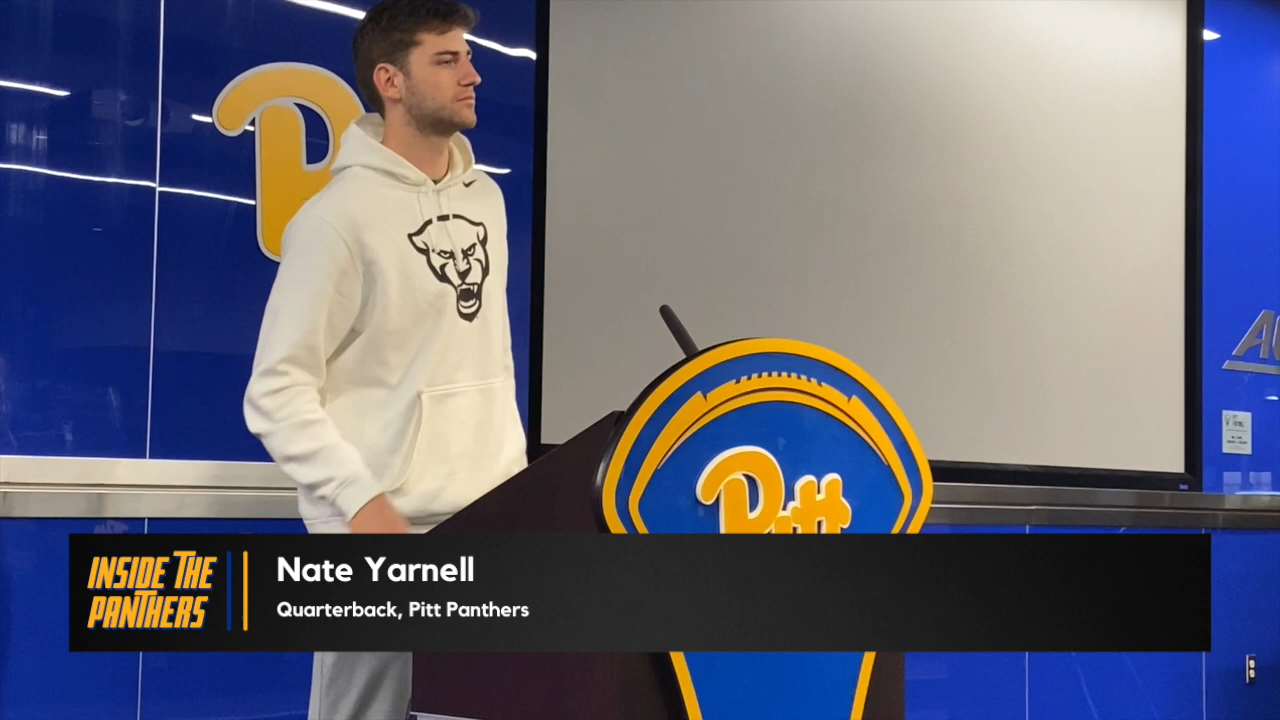 Pitt
INSIDE THE
PANTHERS
Nate Yarnell
Quarterback, Pitt Panthers